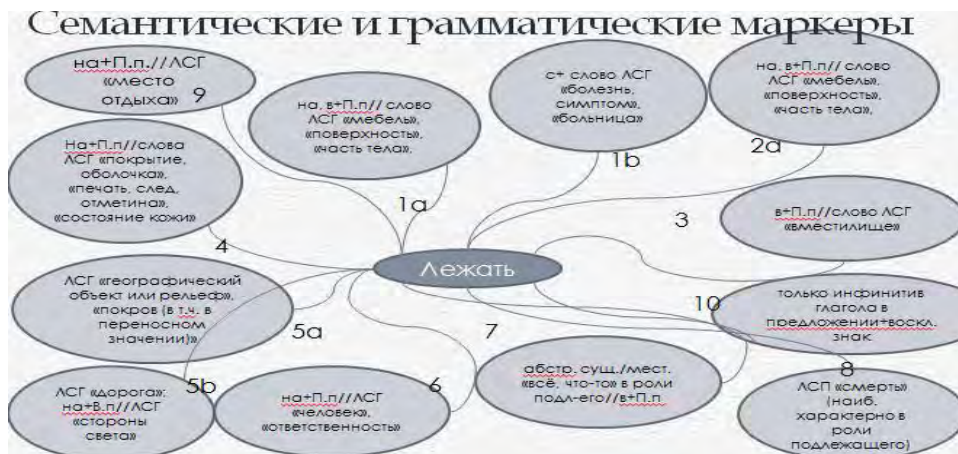 Семантические и грамматические маркеры
на+П.п.//ЛСГ
«место
отдыха»
9
на, в+П.п// слово
ЛСГ «мебель»,
«поверхность»,
«часть тела»,
1a
с+ слово ЛСГ
«болезнь,
симптом»,
«больница»
1b
на, в+П.п// слово
ЛСГ «мебель»,
«поверхность»,
«часть тела»,
2a
На+П.п//слова
ЛСГ «покрытие,
оболочка»,
«печать, след,
отметина»,
«состояние кожи»
4
в+П.п//слово ЛСГ
«вместилище»
3
Лежать
ЛСГ «географический
объект или рельеф»,
«покров (в т.ч. в
переносном
значении)»
5a
только инфинитив
глагола в
предложении+воскл.
знак
10
7
ЛСГ «дорога»:
на+В.п//ЛСГ
«стороны
света»
5b
на+П.п//ЛСГ
«человек»,
«ответственность»
6
абстр. сущ./мест.
«всё, что-то» в роли
подл-его//в+П.п
8
ЛСП «смерть»
(наиб.
характерно в
роли
подлежащего)